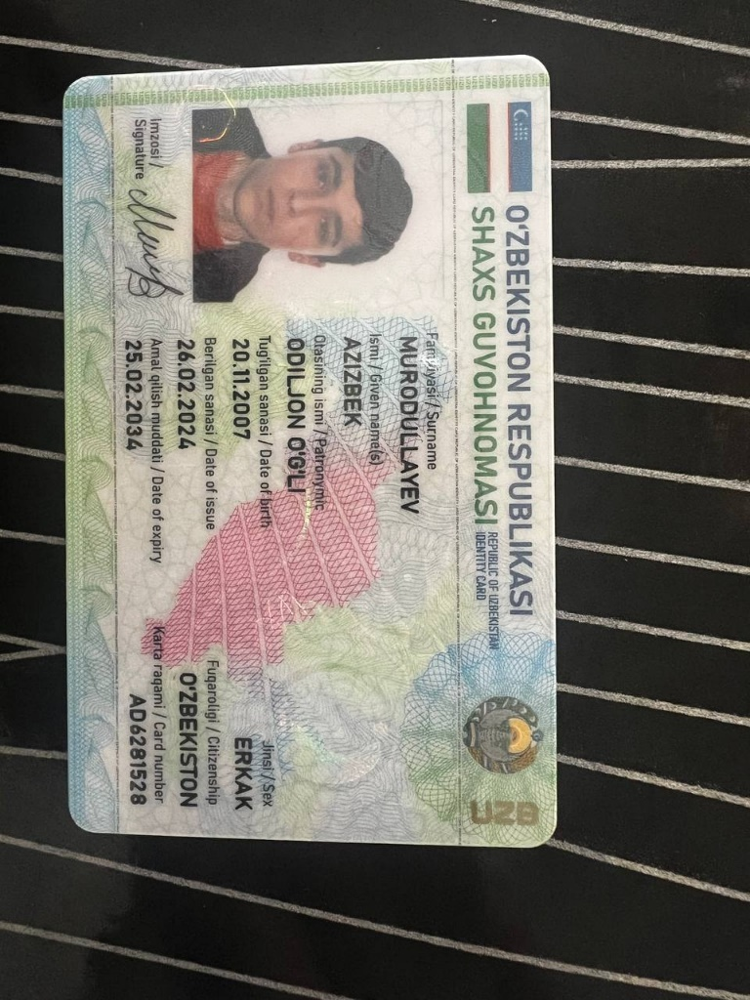 O'ZBEKISTON RESPUBLIKASI
SHAXS GUVOHNOMASI
REPUBLIC OF UZBEKISTAN
IDENTITY CARD
UZB
Familiyasi / Surname
MURODULLAYEV
Ismi / Given name(s)
AZIZBEK
Otasining ismi / Patronymic
ODILJON O'G'LI
Tug'ilgan sanasi / Date of birth
20.11.2007
Jinsi / Sex
ERKAK
Berilgan sanasi / Date of issue
26.02.2024
Fuqaroligi / Citizenship
O'ZBEKISTON
Amal qilish muddati / Date of expiry
25.02.2034
Karta raqami / Card number
AD6281528
Imzosi /
Signature